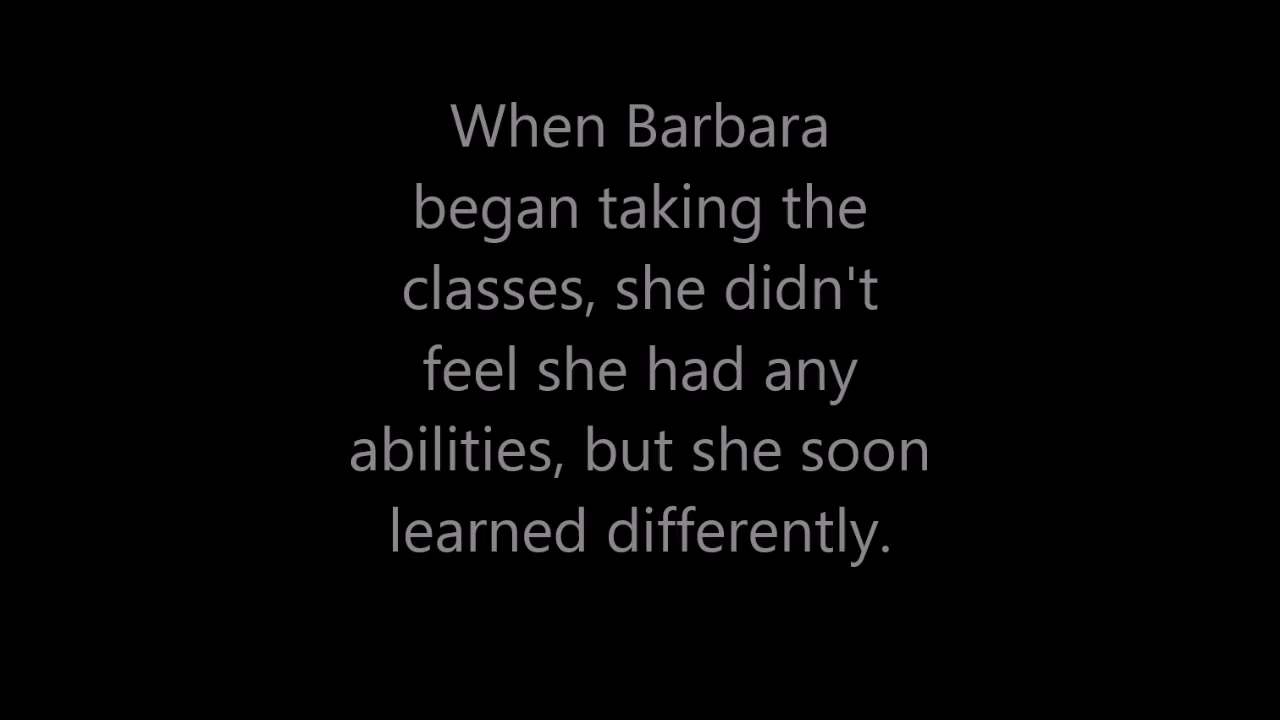 When Barbara
began taking the
classes, she didn't
feel she had any
abilities, but she soon
learned differently.